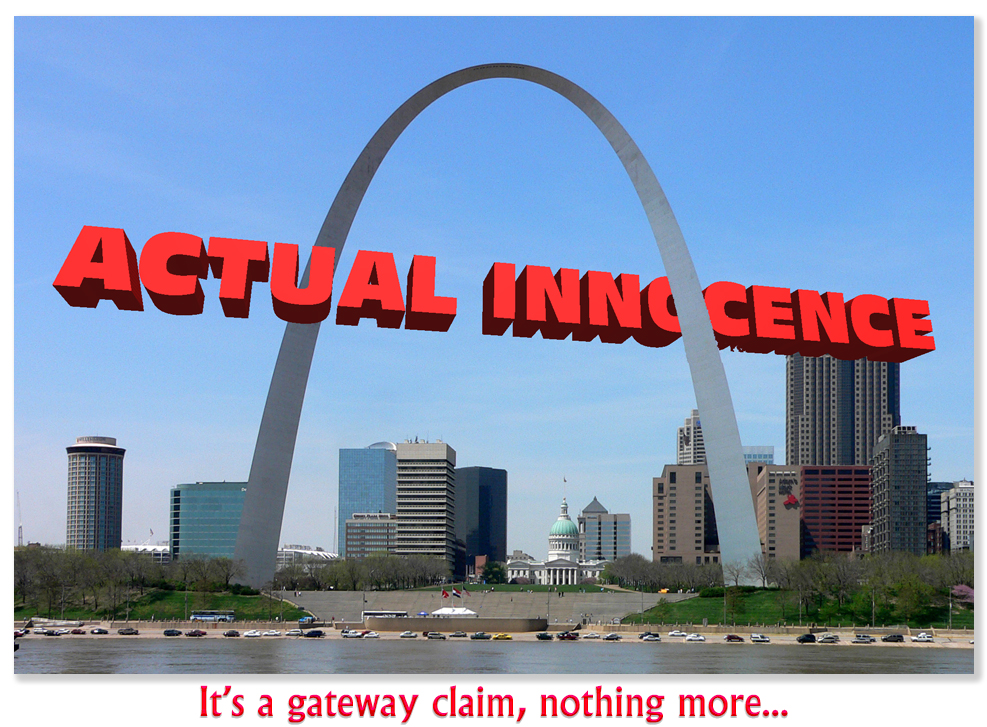 ACTUAL INNOCENCE
It's a gateway claim, nothing more...